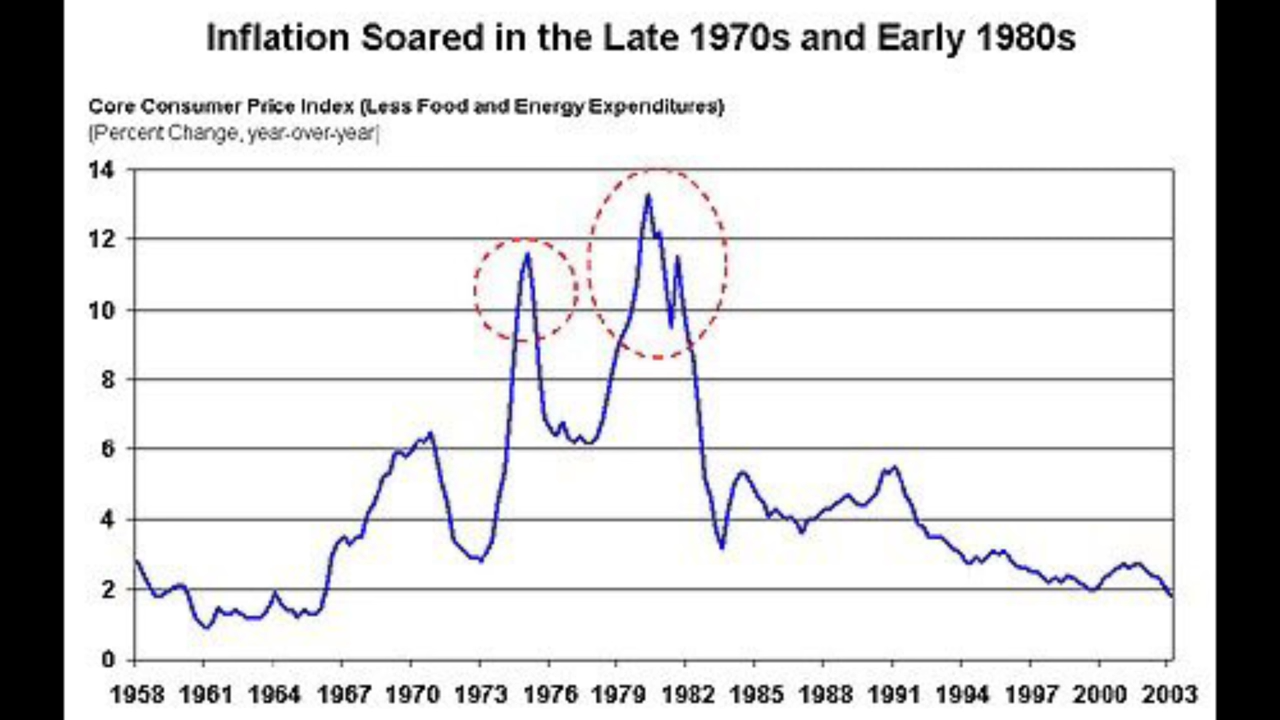 Inflation Soared in the Late 1970s and Early 1980s
Core Consumer Price Index (Less Food and Energy Expenditures)
(Percent Change, year-over-year)
14
12
10
8
6
4
2
0
1958 1961 1964 1967 1970 1973 1976 1979 1982 1985 1988 1991 1994 1997 2000 2003